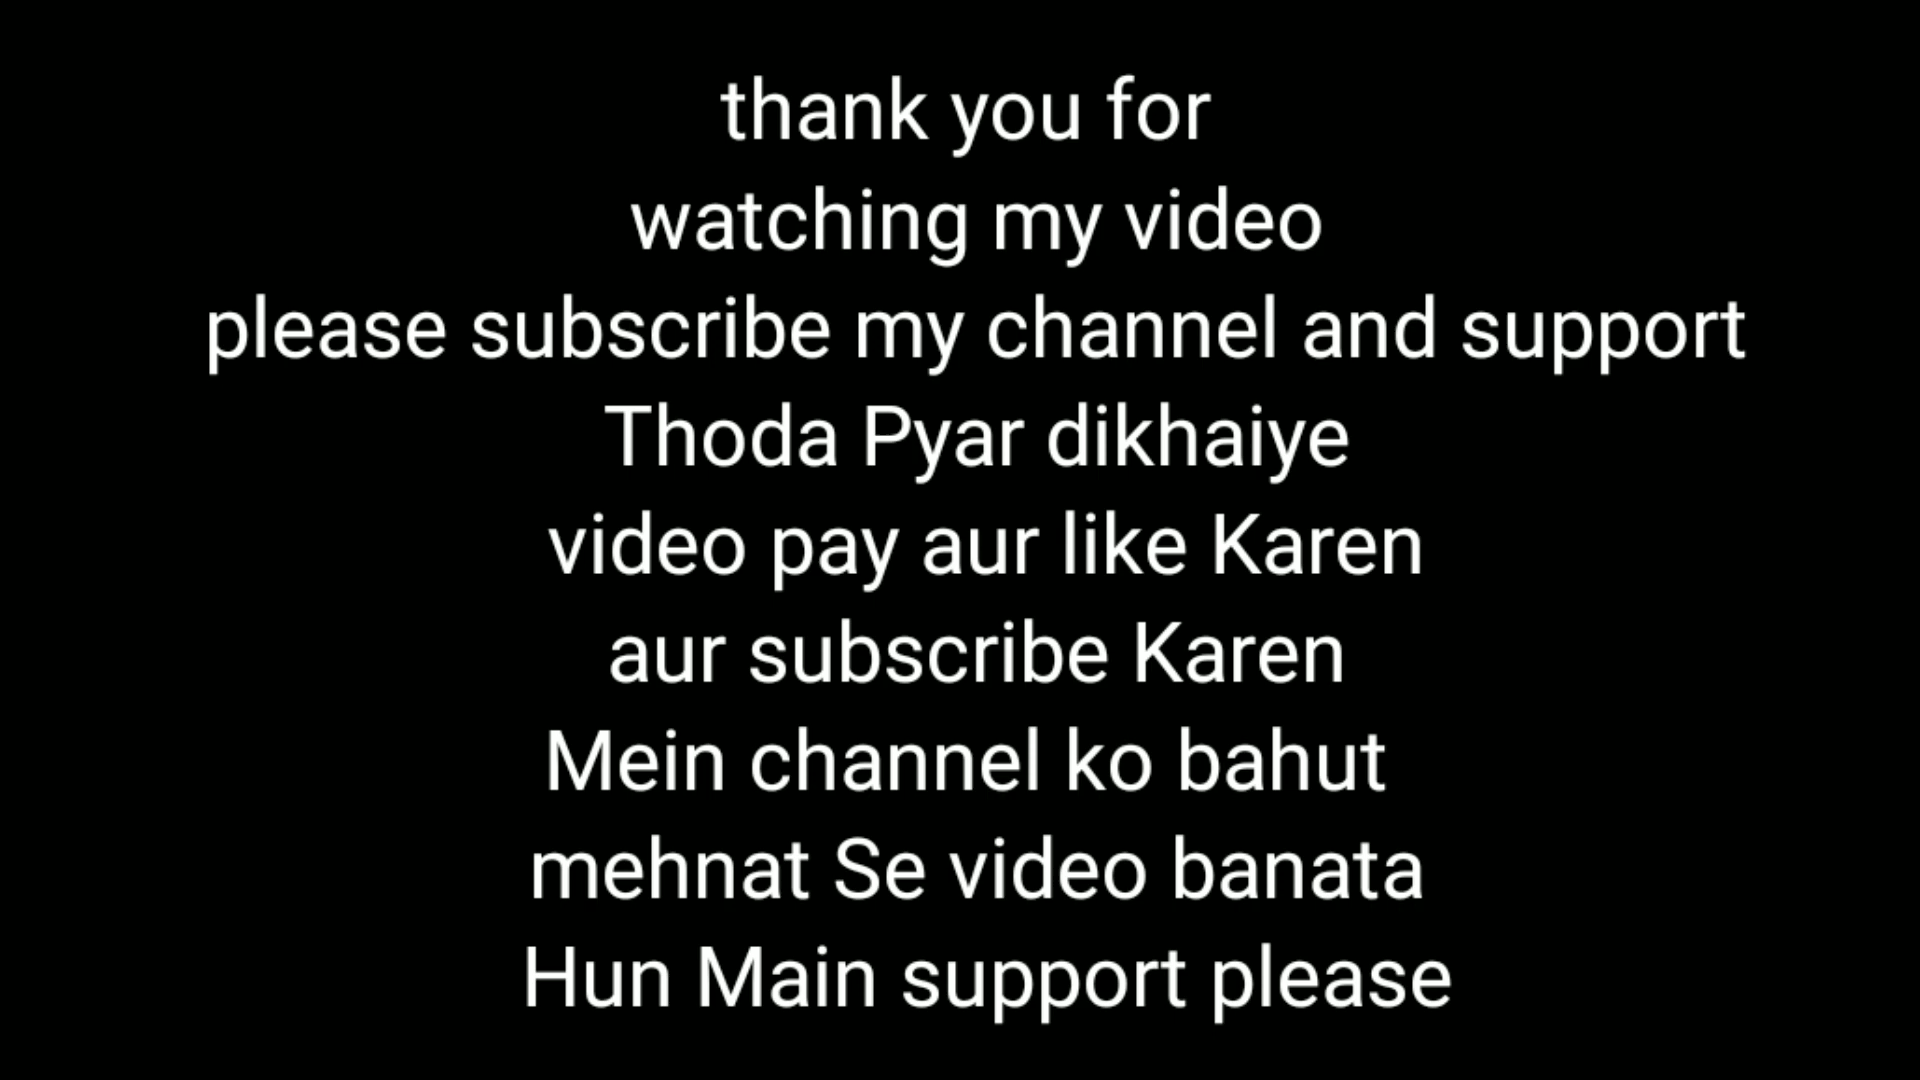 thank you for
watching my video
please subscribe my channel and support
Thoda Pyar dikhaiye
video pay aur like Karen
aur subscribe Karen
Mein channel ko bahut
mehnat Se video banata
Hun Main support please